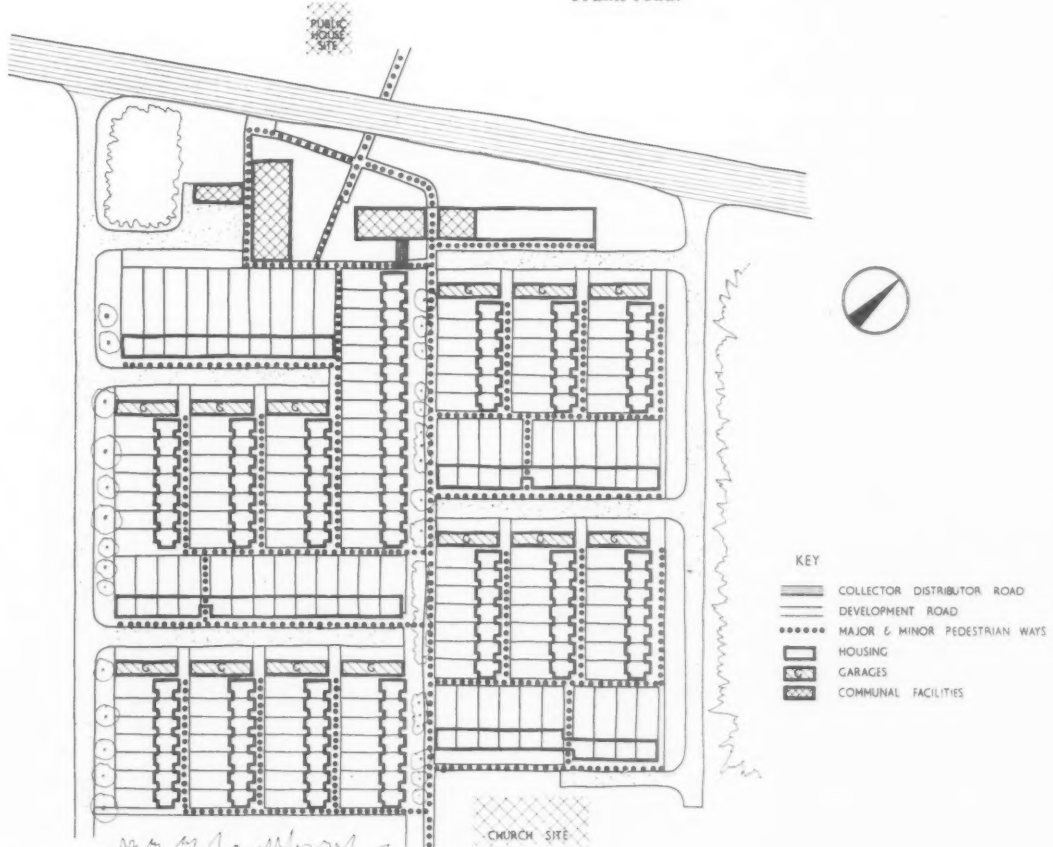 PUBLIC
HOUSE
SITE
G G G
G G G
G G G
G G G G
CHURCH SITE
KEY
COLLECTOR DISTRIBUTOR ROAD
DEVELOPMENT ROAD
MAJOR & MINOR PEDESTRIAN WAYS
HOUSING
G GARAGES
COMMUNAL FACILITIES